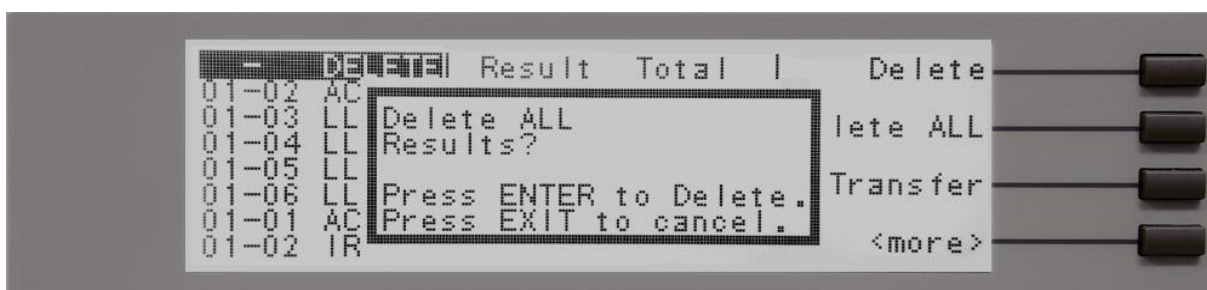 - DELETE| Result Total | Delete
01-02 AC
01-03 LL
01-04 LL
01-05 LL
01-06 LL
01-01 AC
01-02 IR
Delete ALL
Results?
Press ENTER to Delete.
Press EXIT to cancel.
lete ALL
Transfer
<more>